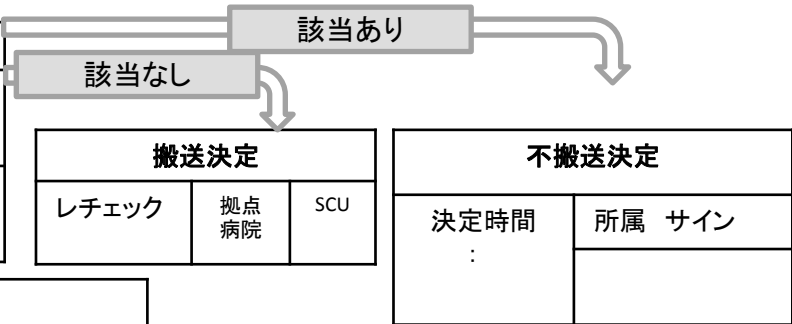 該当あり
該当なし
搬送決定
レチェック
拠点
病院
SCU
不搬送決定
決定時間
:
所属 サイン